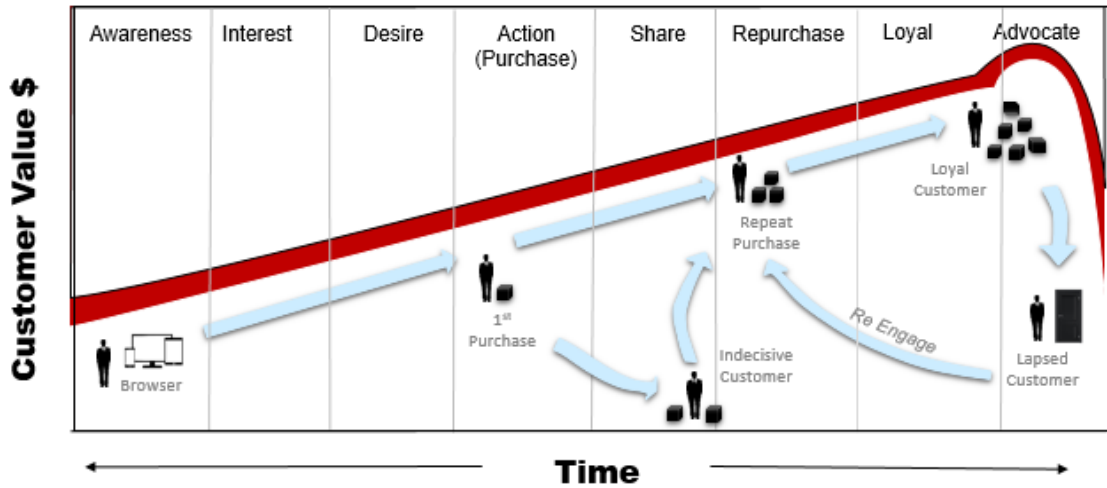 Awareness
Interest
Desire
Action
(Purchase)
Share
Repurchase
Loyal
Advocate
Customer Value $
Browser
1st
Purchase
Indecisive
Customer
Repeat
Purchase
Loyal
Customer
Re Engage
Lapsed
Customer
Time